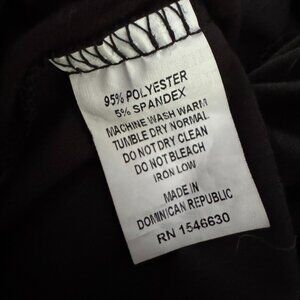 95% POLYESTER
5% SPANDEX
MACHINE WASH WARM
TUMBLE DRY NORMAL
DO NOT DRY CLEAN
DO NOT BLEACH
IRON LOW
MADE IN
DOMINICAN REPUBLIC
RN 1546630